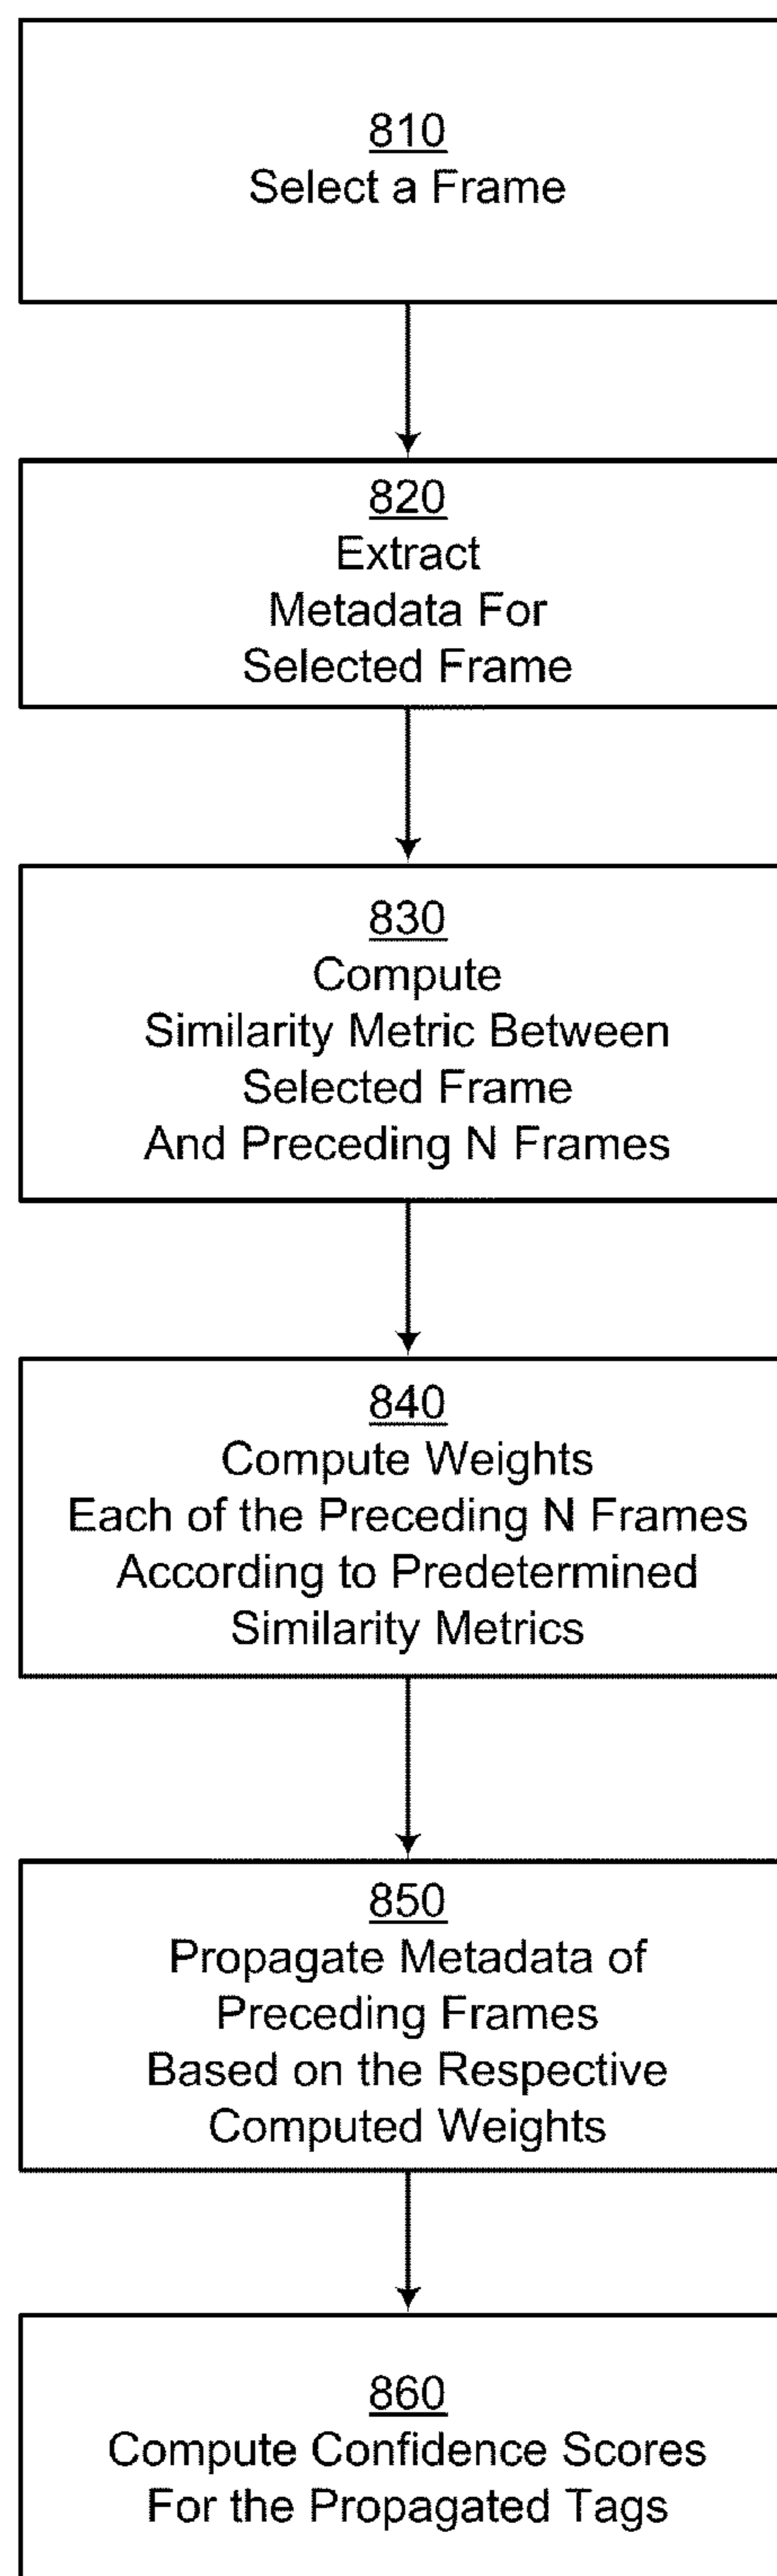 810
Select a Frame
820
Extract
Metadata For
Selected Frame
830
Compute
Similarity Metric Between
Selected Frame
And Preceding N Frames
840
Compute Weights
Each of the Preceding N Frames
According to Predetermined
Similarity Metrics
850
Propagate Metadata of
Preceding Frames
Based on the Respective
Computed Weights
860
Compute Confidence Scores
For the Propagated Tags